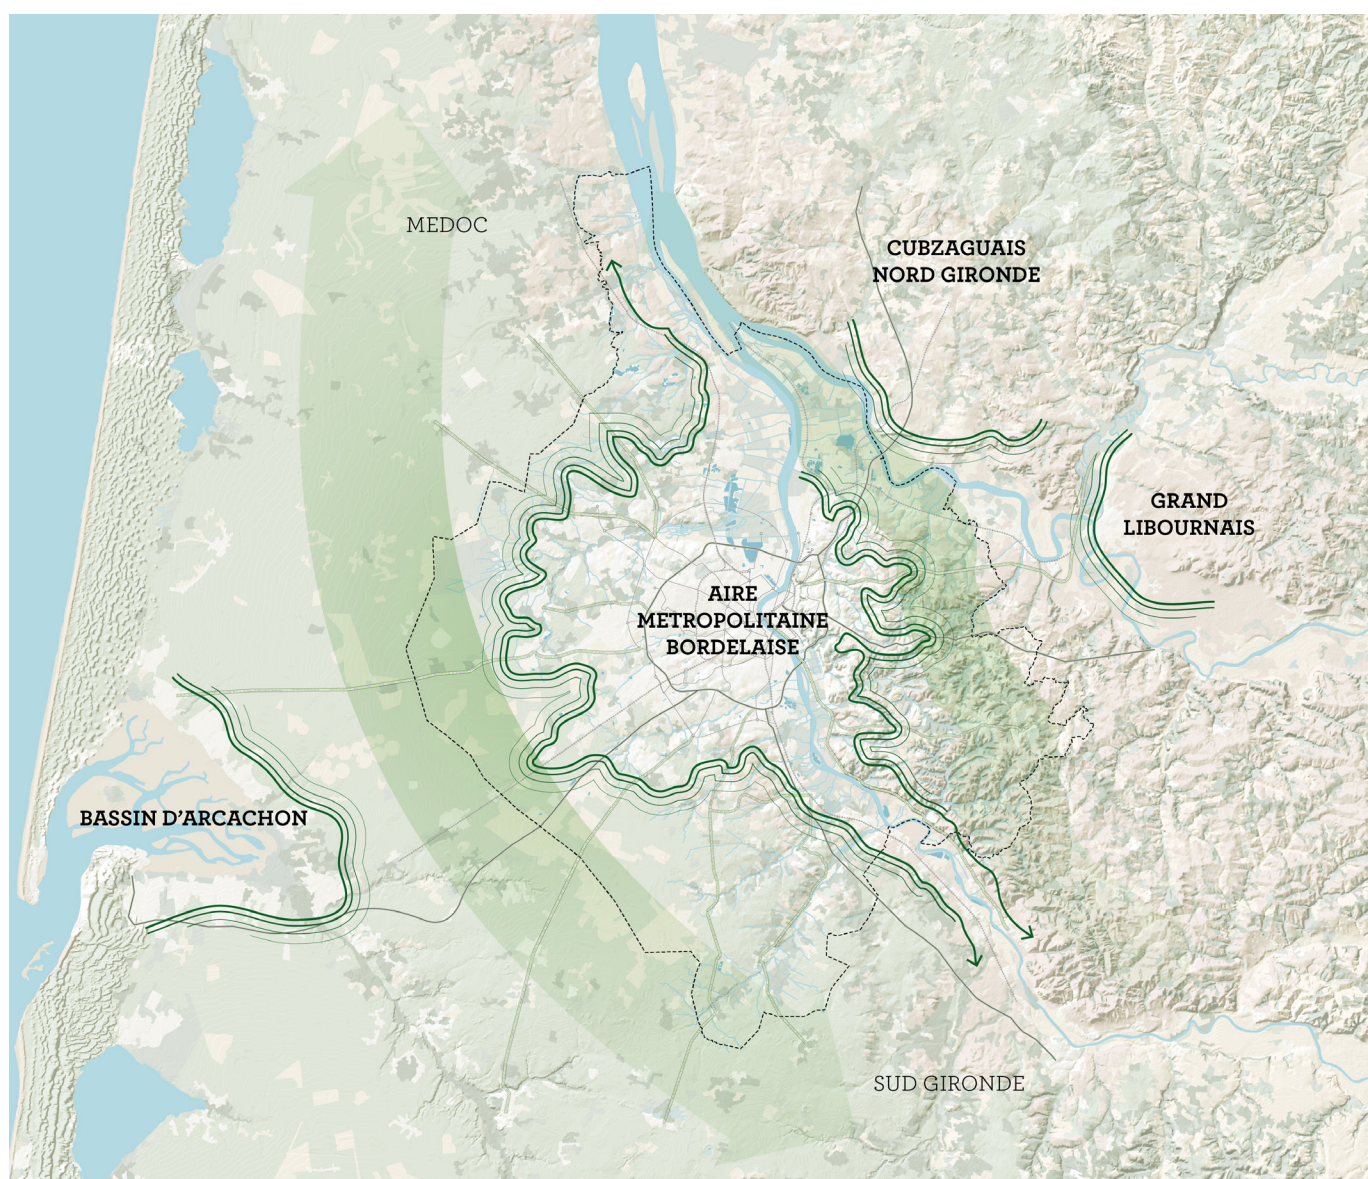 MEDOC
CUBZAGUAIS
NORD GIRONDE
GRAND
LIBOURNAIS
AIRE
METROPOLITAINE
BORDELAISE
BASSIN D'ARCACHON
SUD GIRONDE